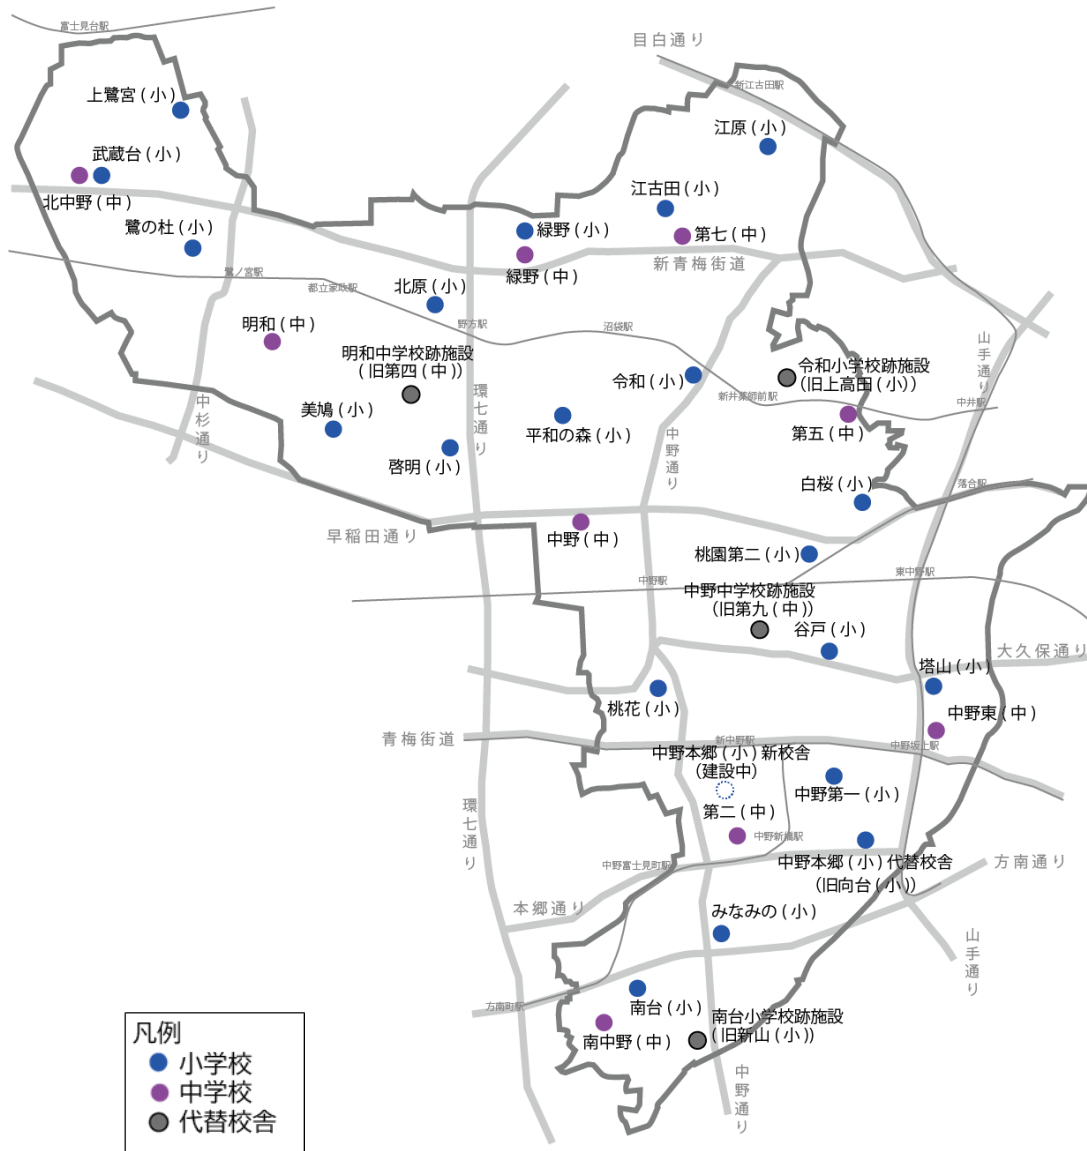 富士見台駅
目白通り
新江古田駅
上鷺宮(小)
江原(小)
武蔵台(小)
北中野(中)
江古田(小)
鷺の杜(小)
緑野(小)
第七(中)
新青梅街道
緑野(中)
鷺ノ宮駅
都立家政駅
北原(小)
野方駅
沼袋駅
明和(中)
山手通り
明和中学校跡施設
(旧第四(中))
令和小学校跡施設
(旧上高田(小))
令和(小)
新井薬師前駅
中井駅
中杉通り
環七通り
美鳩(小)
平和の森(小)
中野通り
第五(中)
啓明(小)
白桜(小)
落合駅
早稲田通り
中野(中)
桃園第二(小)
中野駅
東中野駅
中野中学校跡施設
(旧第九(中))
谷戸(小)
大久保通り
塔山(小)
桃花(小)
中野東(中)
青梅街道
新中野駅
中野坂上駅
中野本郷(小)新校舎
(建設中)
中野第一(小)
環七通り
第二(中)
中野新橋駅
中野富士見町駅
中野本郷(小)代替校舎
(旧向台(小))
方南通り
本郷通り
みなみの(小)
山手通り
方南町駅
南台(小)
南台小学校跡施設
(旧新山(小))
南中野(中)
中野通り
凡例
小学校
中学校
代替校舎